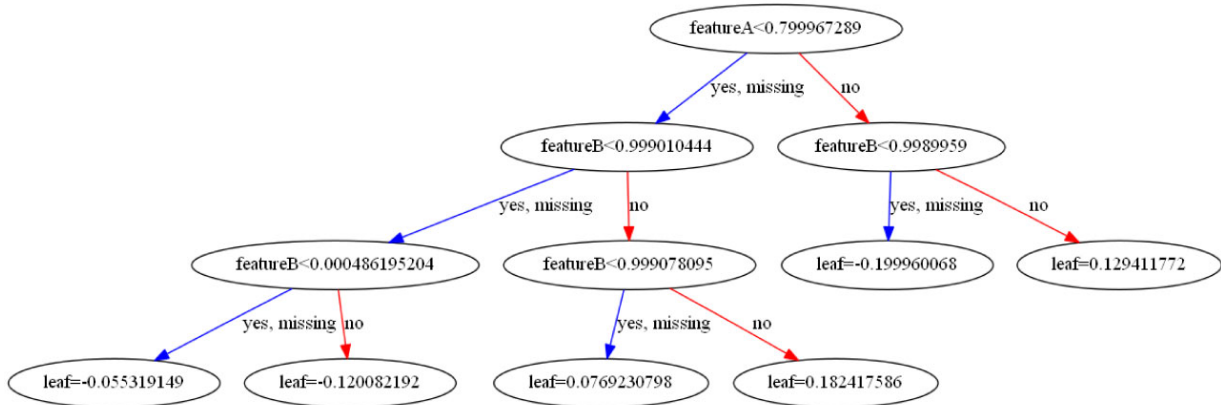 featureA<0.799967289
yes, missing
no
featureB<0.999010444
featureB<0.9989959
yes, missing
no
yes, missing
no
featureB<0.000486195204
featureB<0.999078095
leaf=-0.199960068
leaf=0.129411772
yes, missing
no
yes, missing
no
leaf=-0.055319149
leaf=-0.120082192
leaf=0.0769230798
leaf=0.182417586